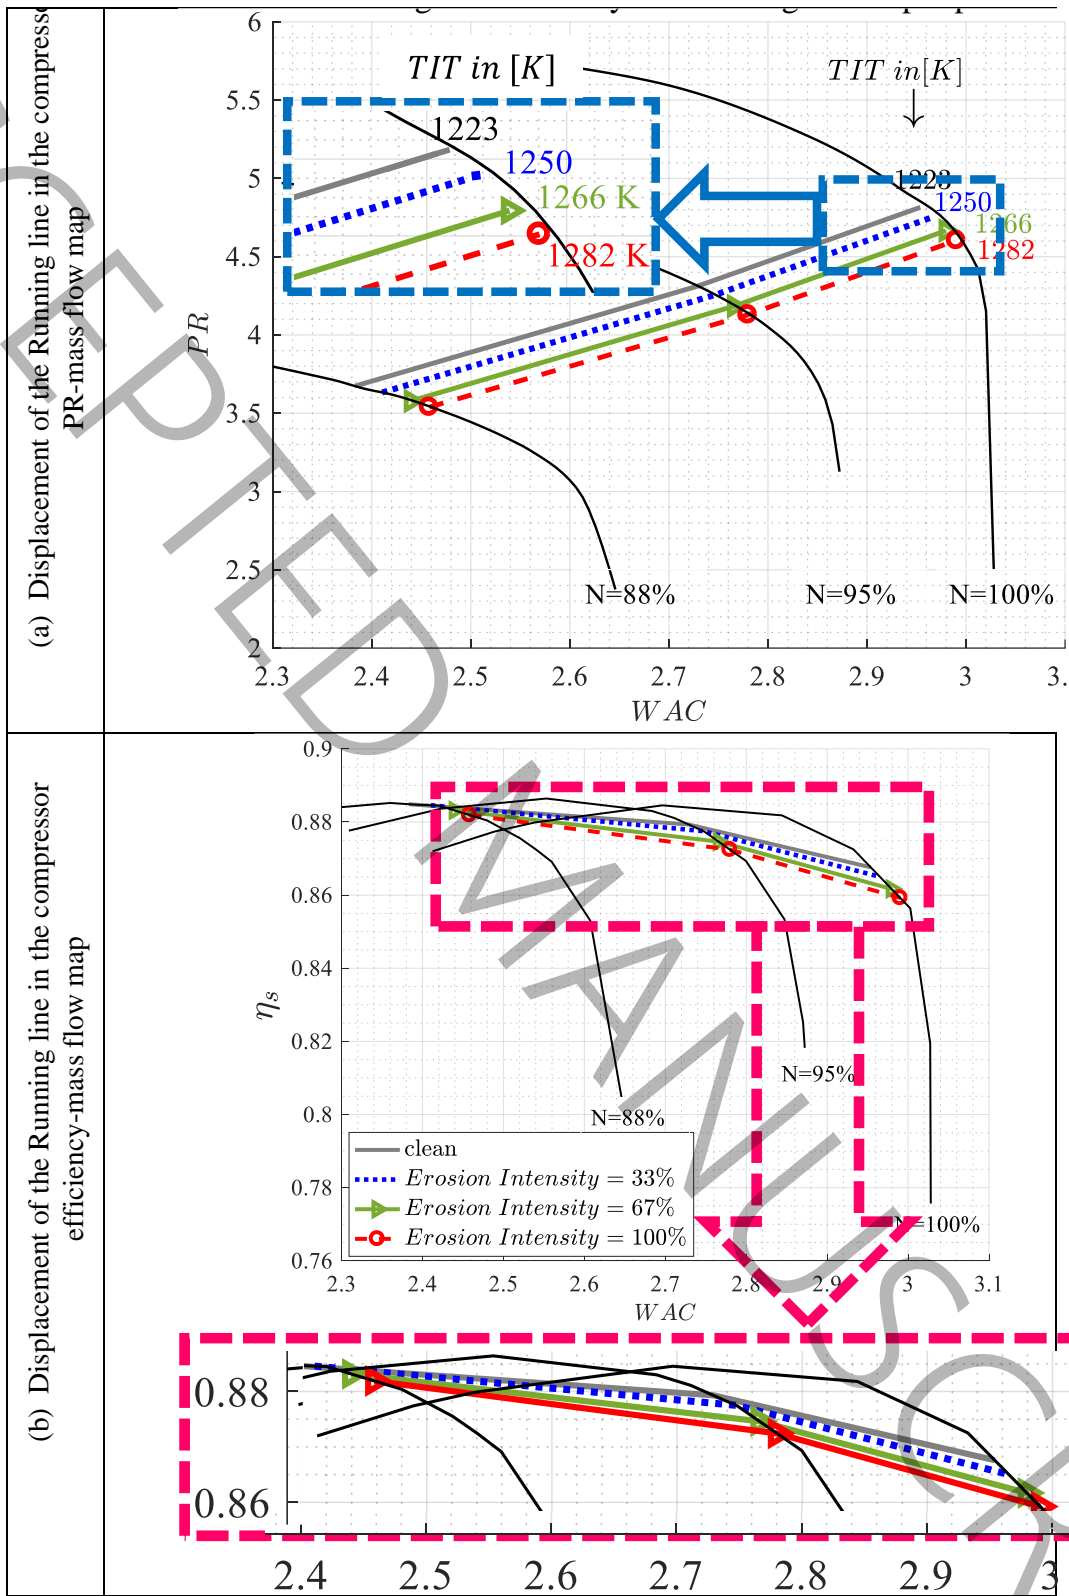 (a) Displacement of the Running line in the compressor
PR-mass flow map
6
5.5
5
4.5
4
3.5
3
2.5
2
PR
TIT in [K]
1223
1250
1266 K
1282 K
TIT in[K]
1223
1250
1266
1282
N=88%
N=95%
N=100%
2.3
2.4
2.5
2.6
2.7
2.8
2.9
3
3.
WAC
(b) Displacement of the Running line in the compressor
efficiency-mass flow map
0.9
0.88
0.86
0.84
0.82
0.8
0.78
0.76
ηs
N=88%
N=95%
N=100%
clean
Erosion Intensity = 33%
Erosion Intensity = 67%
Erosion Intensity = 100%
2.3
2.4
2.5
2.6
2.7
2.8
2.9
3
3.1
WAC
0.88
0.86
2.4
2.5
2.6
2.7
2.8
2.9
3
CEPTED MANUSC